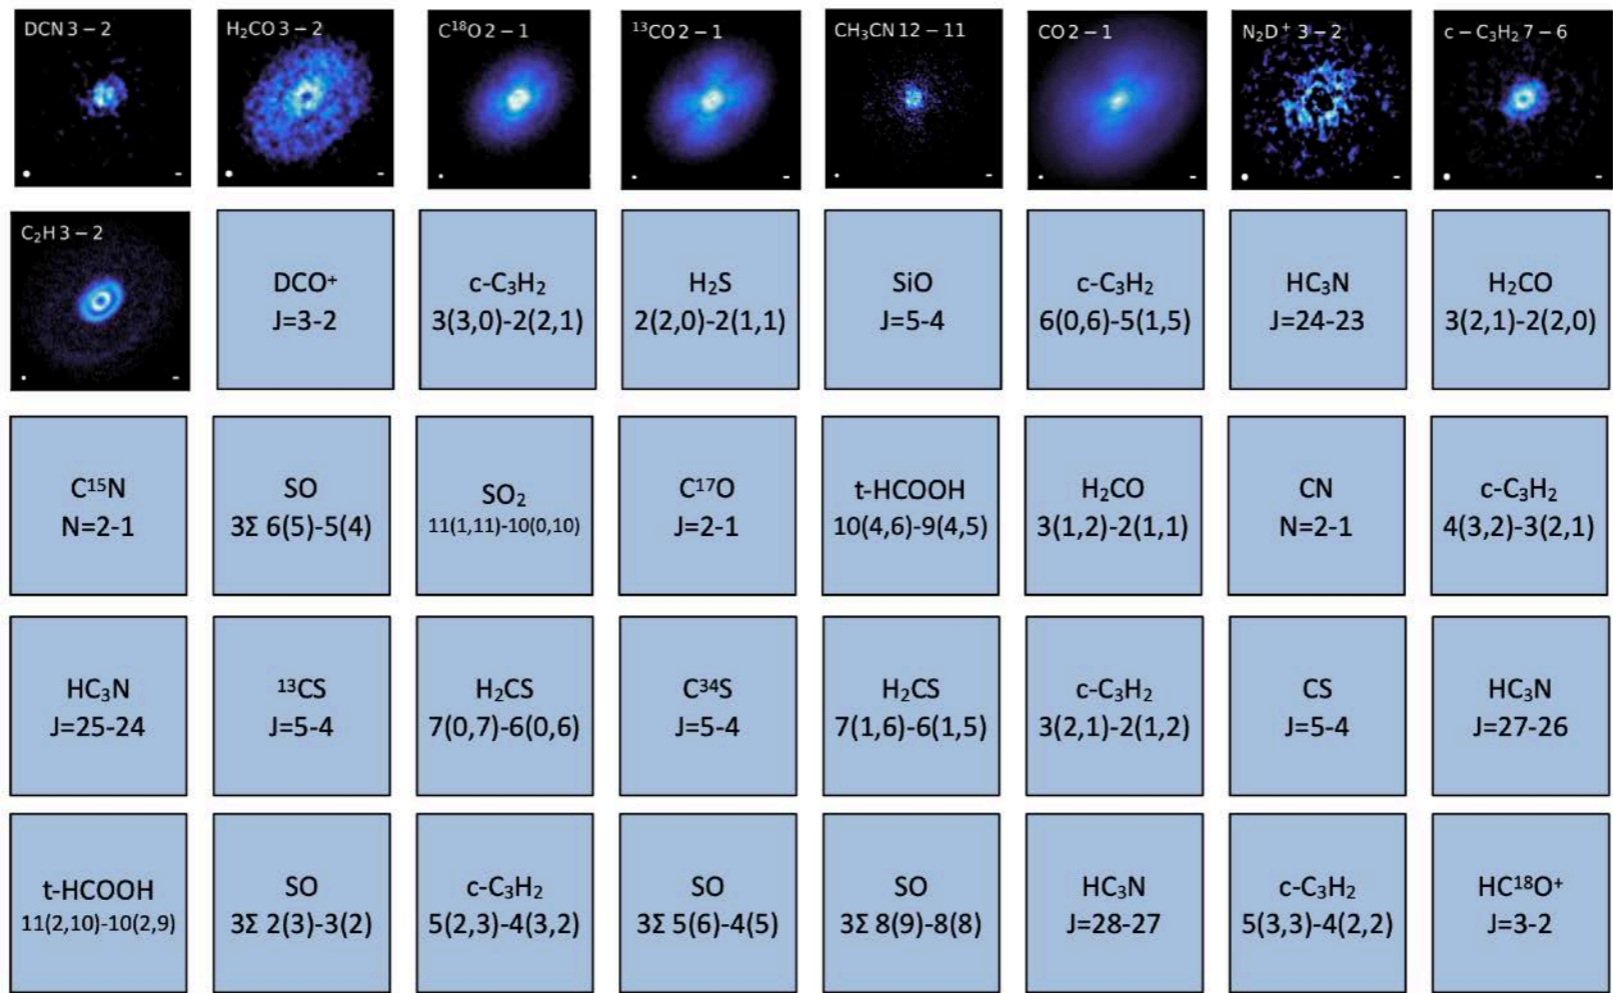 DCN 3 − 2
H₂CO 3 − 2
C¹⁸O 2 − 1
¹³CO 2 − 1
CH₃CN 12 − 11
CO 2 − 1
N₂D⁺ 3 − 2
c − C₃H₂ 7 − 6
C₂H 3 − 2
DCO⁺
J=3-2
c-C₃H₂
3(3,0)-2(2,1)
H₂S
2(2,0)-2(1,1)
SiO
J=5-4
c-C₃H₂
6(0,6)-5(1,5)
HC₃N
J=24-23
H₂CO
3(2,1)-2(2,0)
C¹⁵N
N=2-1
SO
3Σ 6(5)-5(4)
SO₂
11(1,11)-10(0,10)
C¹⁷O
J=2-1
t-HCOOH
10(4,6)-9(4,5)
H₂CO
3(1,2)-2(1,1)
CN
N=2-1
c-C₃H₂
4(3,2)-3(2,1)
HC₃N
J=25-24
¹³CS
J=5-4
H₂CS
7(0,7)-6(0,6)
C³⁴S
J=5-4
H₂CS
7(1,6)-6(1,5)
c-C₃H₂
3(2,1)-2(1,2)
CS
J=5-4
HC₃N
J=27-26
t-HCOOH
11(2,10)-10(2,9)
SO
3Σ 2(3)-3(2)
c-C₃H₂
5(2,3)-4(3,2)
SO
3Σ 5(6)-4(5)
SO
3Σ 8(9)-8(8)
HC₃N
J=28-27
c-C₃H₂
5(3,3)-4(2,2)
HC¹⁸O⁺
J=3-2